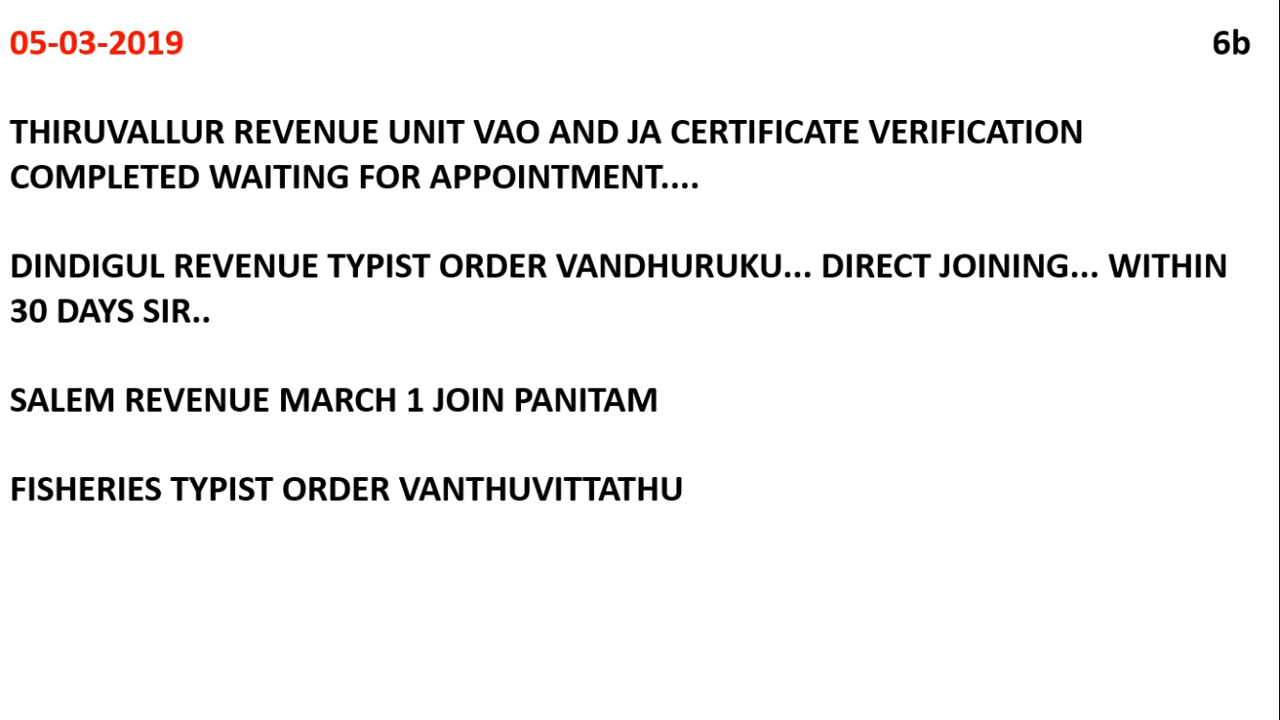 05-03-2019 6b
THIRUVALLUR REVENUE UNIT VAO AND JA CERTIFICATE VERIFICATION
COMPLETED WAITING FOR APPOINTMENT....
DINDIGUL REVENUE TYPIST ORDER VANDHURUKU... DIRECT JOINING... WITHIN
30 DAYS SIR..
SALEM REVENUE MARCH 1 JOIN PANITAM
FISHERIES TYPIST ORDER VANTHUVITTATHU